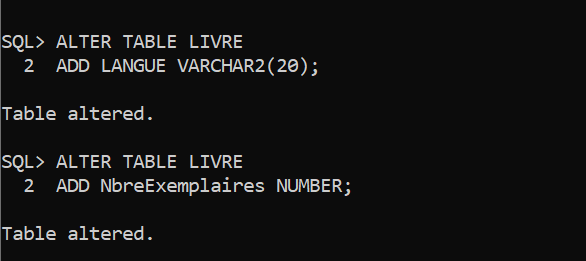 SQL> ALTER TABLE LIVRE
2 ADD LANGUE VARCHAR2(20);
Table altered.
SQL> ALTER TABLE LIVRE
2 ADD NbreExemplaires NUMBER;
Table altered.